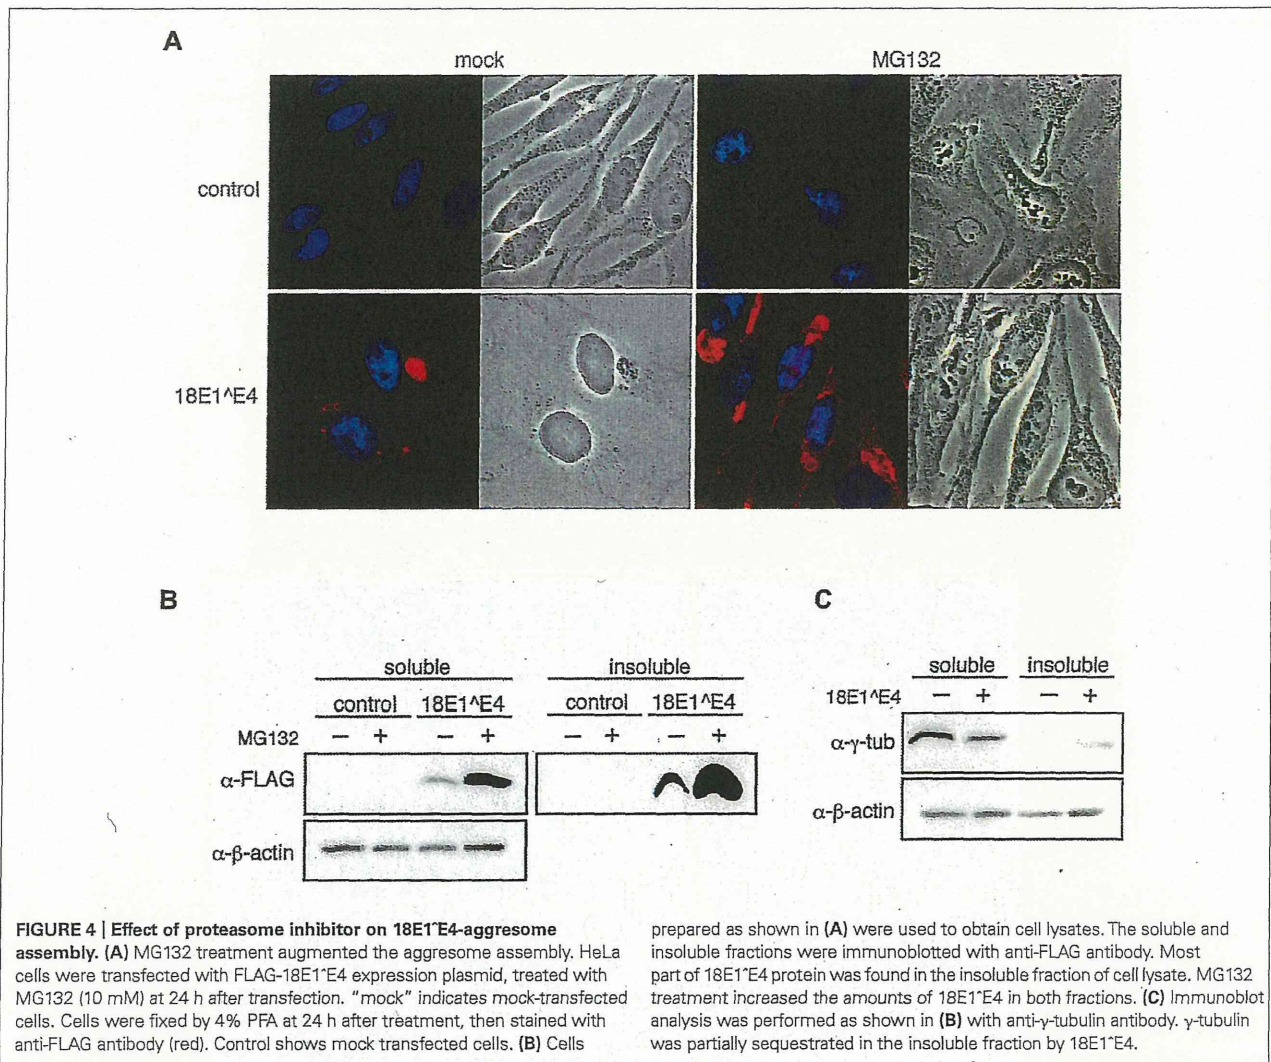 A
mock
MG132
control
18E1^E4
B
soluble
insoluble
control
18E1^E4
control
18E1^E4
MG132
−
+
−
+
−
+
−
+
α-FLAG
α-β-actin
C
soluble
insoluble
18E1^E4
−
+
−
+
α-γ-tub
α-β-actin
FIGURE 4 | Effect of proteasome inhibitor on 18E1^E4-aggresome
assembly. (A) MG132 treatment augmented the aggresome assembly. HeLa
cells were transfected with FLAG-18E1^E4 expression plasmid, treated with
MG132 (10 mM) at 24 h after transfection. "mock" indicates mock-transfected
cells. Cells were fixed by 4% PFA at 24 h after treatment, then stained with
anti-FLAG antibody (red). Control shows mock transfected cells. (B) Cells
prepared as shown in (A) were used to obtain cell lysates. The soluble and
insoluble fractions were immunoblotted with anti-FLAG antibody. Most
part of 18E1^E4 protein was found in the insoluble fraction of cell lysate. MG132
treatment increased the amounts of 18E1^E4 in both fractions. (C) Immunoblot
analysis was performed as shown in (B) with anti-γ-tubulin antibody. γ-tubulin
was partially sequestrated in the insoluble fraction by 18E1^E4.